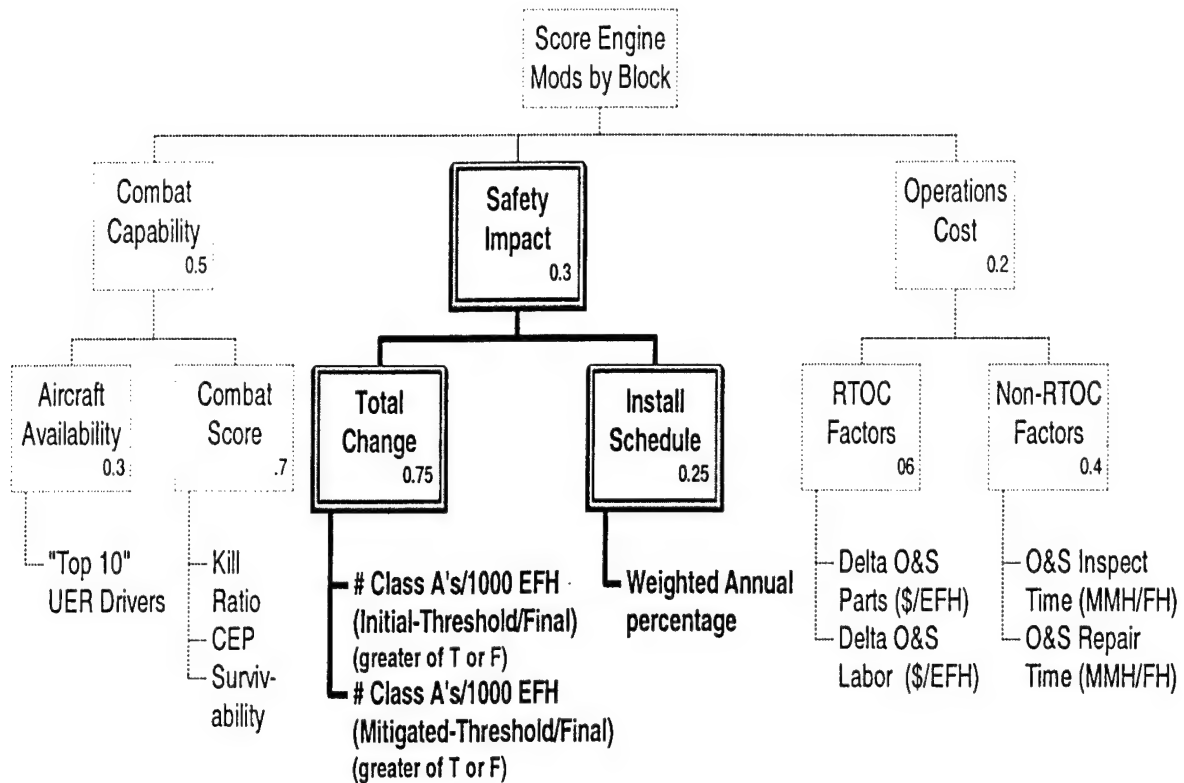 Score Engine
Mods by Block
Combat
Capability
0.5
Safety
Impact
0.3
Operations
Cost
0.2
Aircraft
Availability
0.3
Combat
Score
.7
Total
Change
0.75
Install
Schedule
0.25
RTOC
Factors
06
Non-RTOC
Factors
0.4
"Top 10"
UER Drivers
Kill
Ratio
CEP
Surviv-
ability
# Class A's/1000 EFH
(Initial-Threshold/Final)
(greater of T or F)
# Class A's/1000 EFH
(Mitigated-Threshold/Final)
(greater of T or F)
Weighted Annual
percentage
Delta O&S
Parts ($/EFH)
Delta O&S
Labor ($/EFH)
O&S Inspect
Time (MMH/FH)
O&S Repair
Time (MMH/FH)